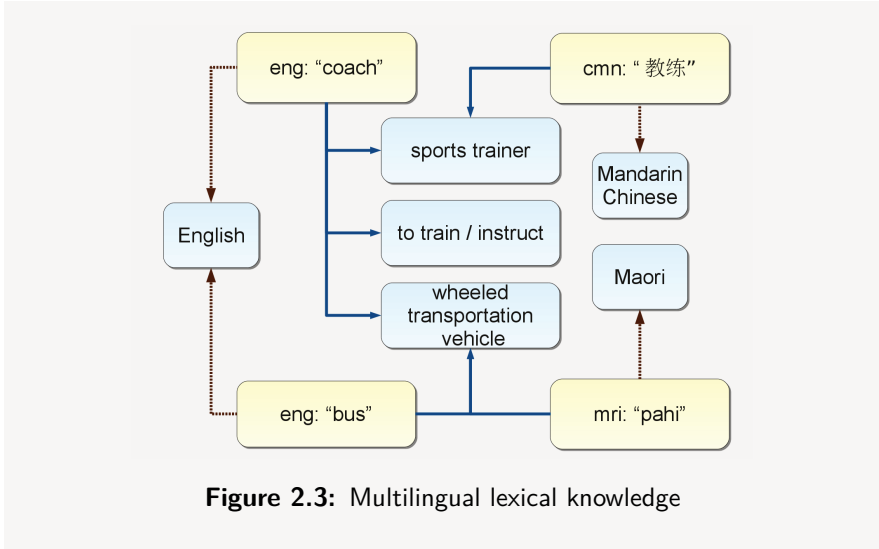 eng: “coach”
cmn: “ 教练”
sports trainer
Mandarin
Chinese
English
to train / instruct
Maori
wheeled
transportation
vehicle
eng: “bus”
mri: “pahi”
Figure 2.3: Multilingual lexical knowledge